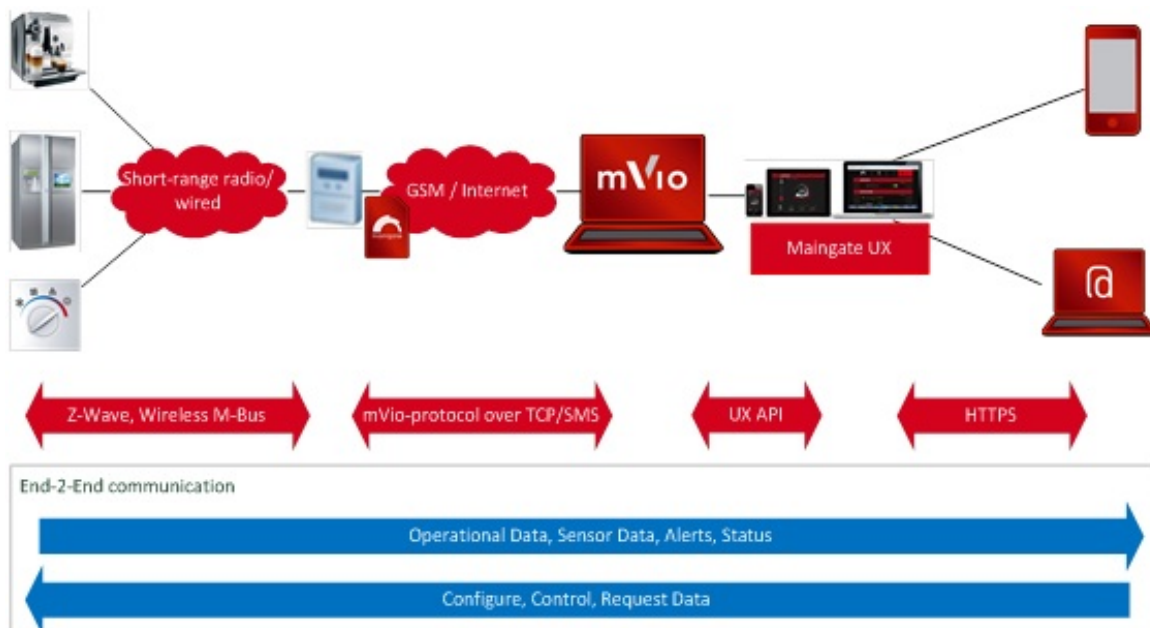 Short-range radio/
wired
GSM / Internet
mVio
Maingate UX
@
Z-Wave, Wireless M-Bus
mVio-protocol over TCP/SMS
UX API
HTTPS
End-2-End communication
Operational Data, Sensor Data, Alerts, Status
Configure, Control, Request Data